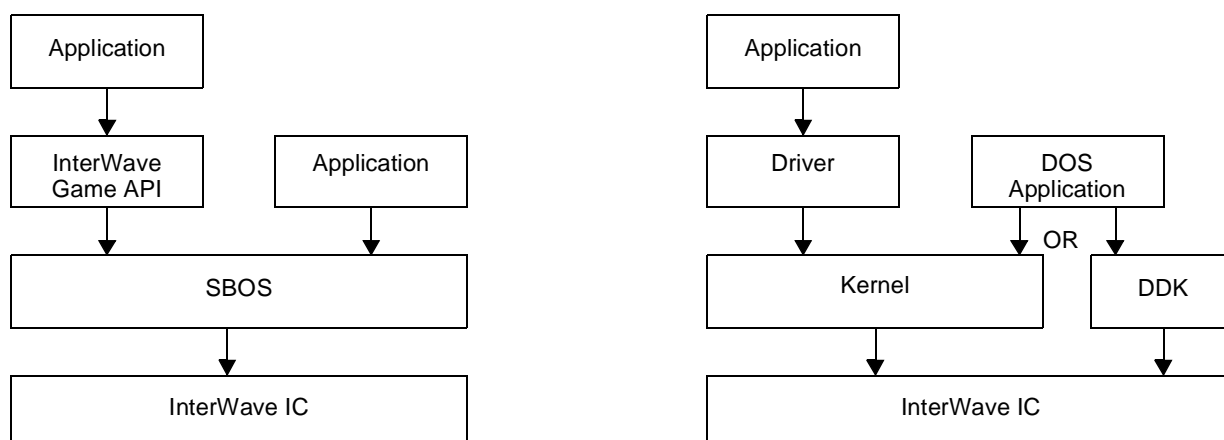 Application
InterWave
Game API
Application
SBOS
InterWave IC
Application
Driver
DOS
Application
OR
Kernel
DDK
InterWave IC